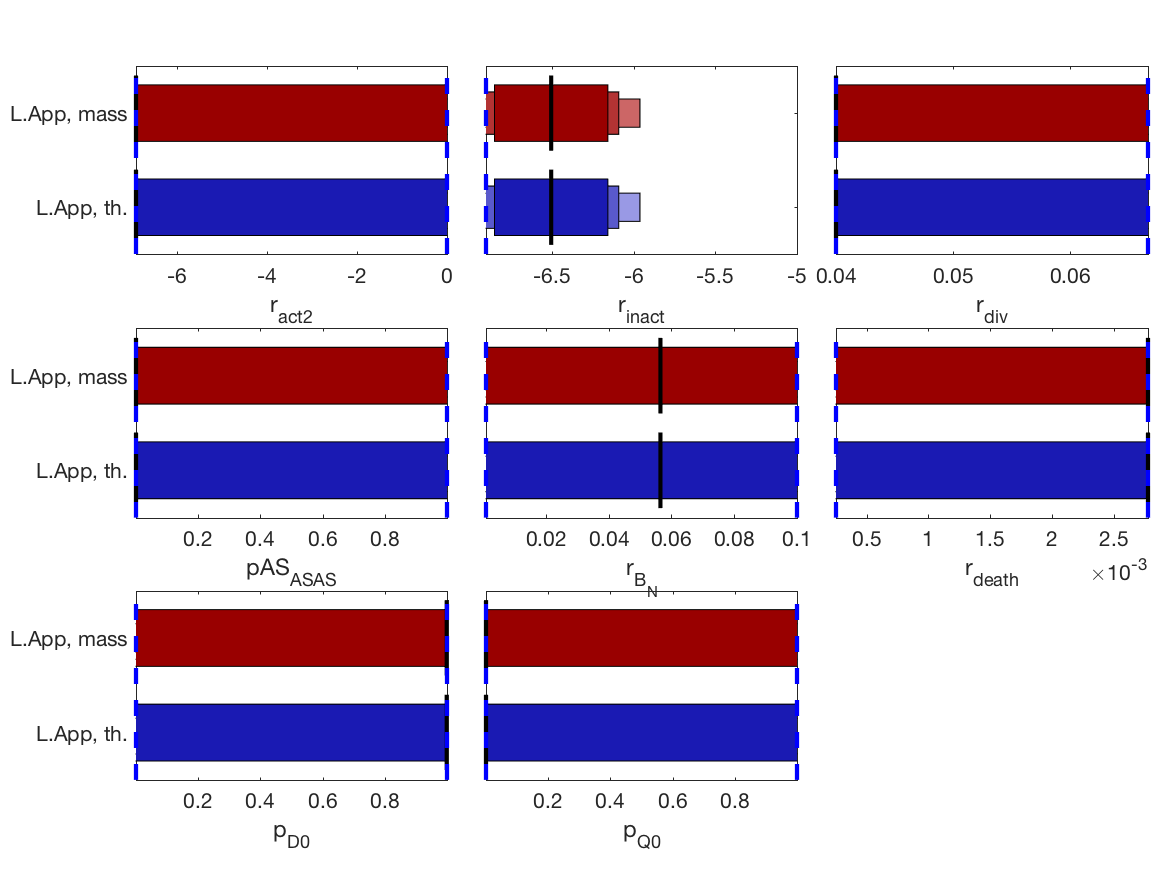 L.App, mass
L.App, th.
-6 -4 -2 0
r_act2
-6.5 -6 -5.5 -5
r_inact
0.04 0.05 0.06
r_div
L.App, mass
L.App, th.
0.2 0.4 0.6 0.8
pAS_ASAS
0.02 0.04 0.06 0.08 0.1
r_B_N
0.5 1 1.5 2 2.5
r_death
×10^-3
L.App, mass
L.App, th.
0.2 0.4 0.6 0.8
p_D0
0.2 0.4 0.6 0.8
p_Q0